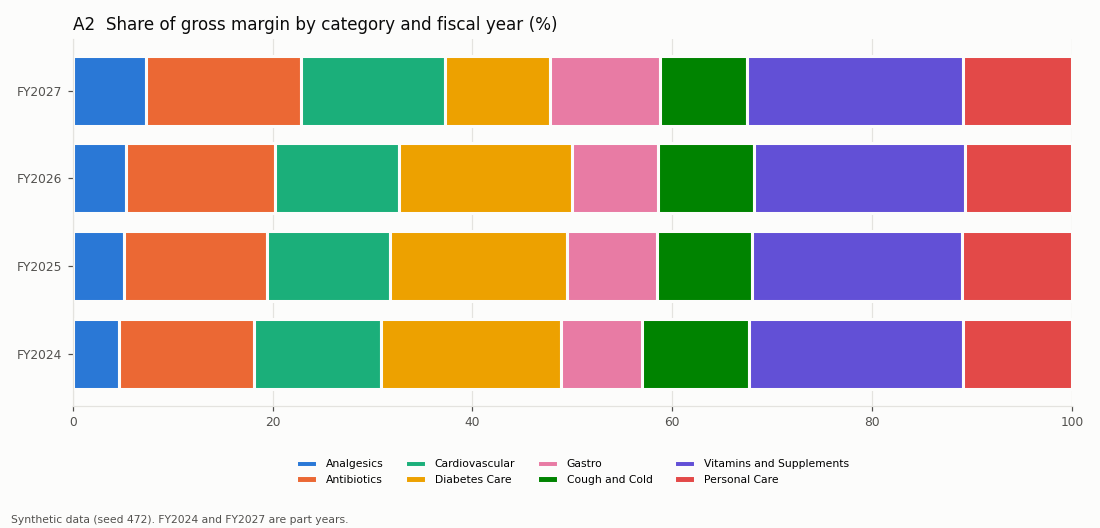 A2  Share of gross margin by category and fiscal year (%)
FY2027
FY2026
FY2025
FY2024
0 20 40 60 80 100
Analgesics Cardiovascular Gastro Vitamins and Supplements
Antibiotics Diabetes Care Cough and Cold Personal Care
Synthetic data (seed 472). FY2024 and FY2027 are part years.